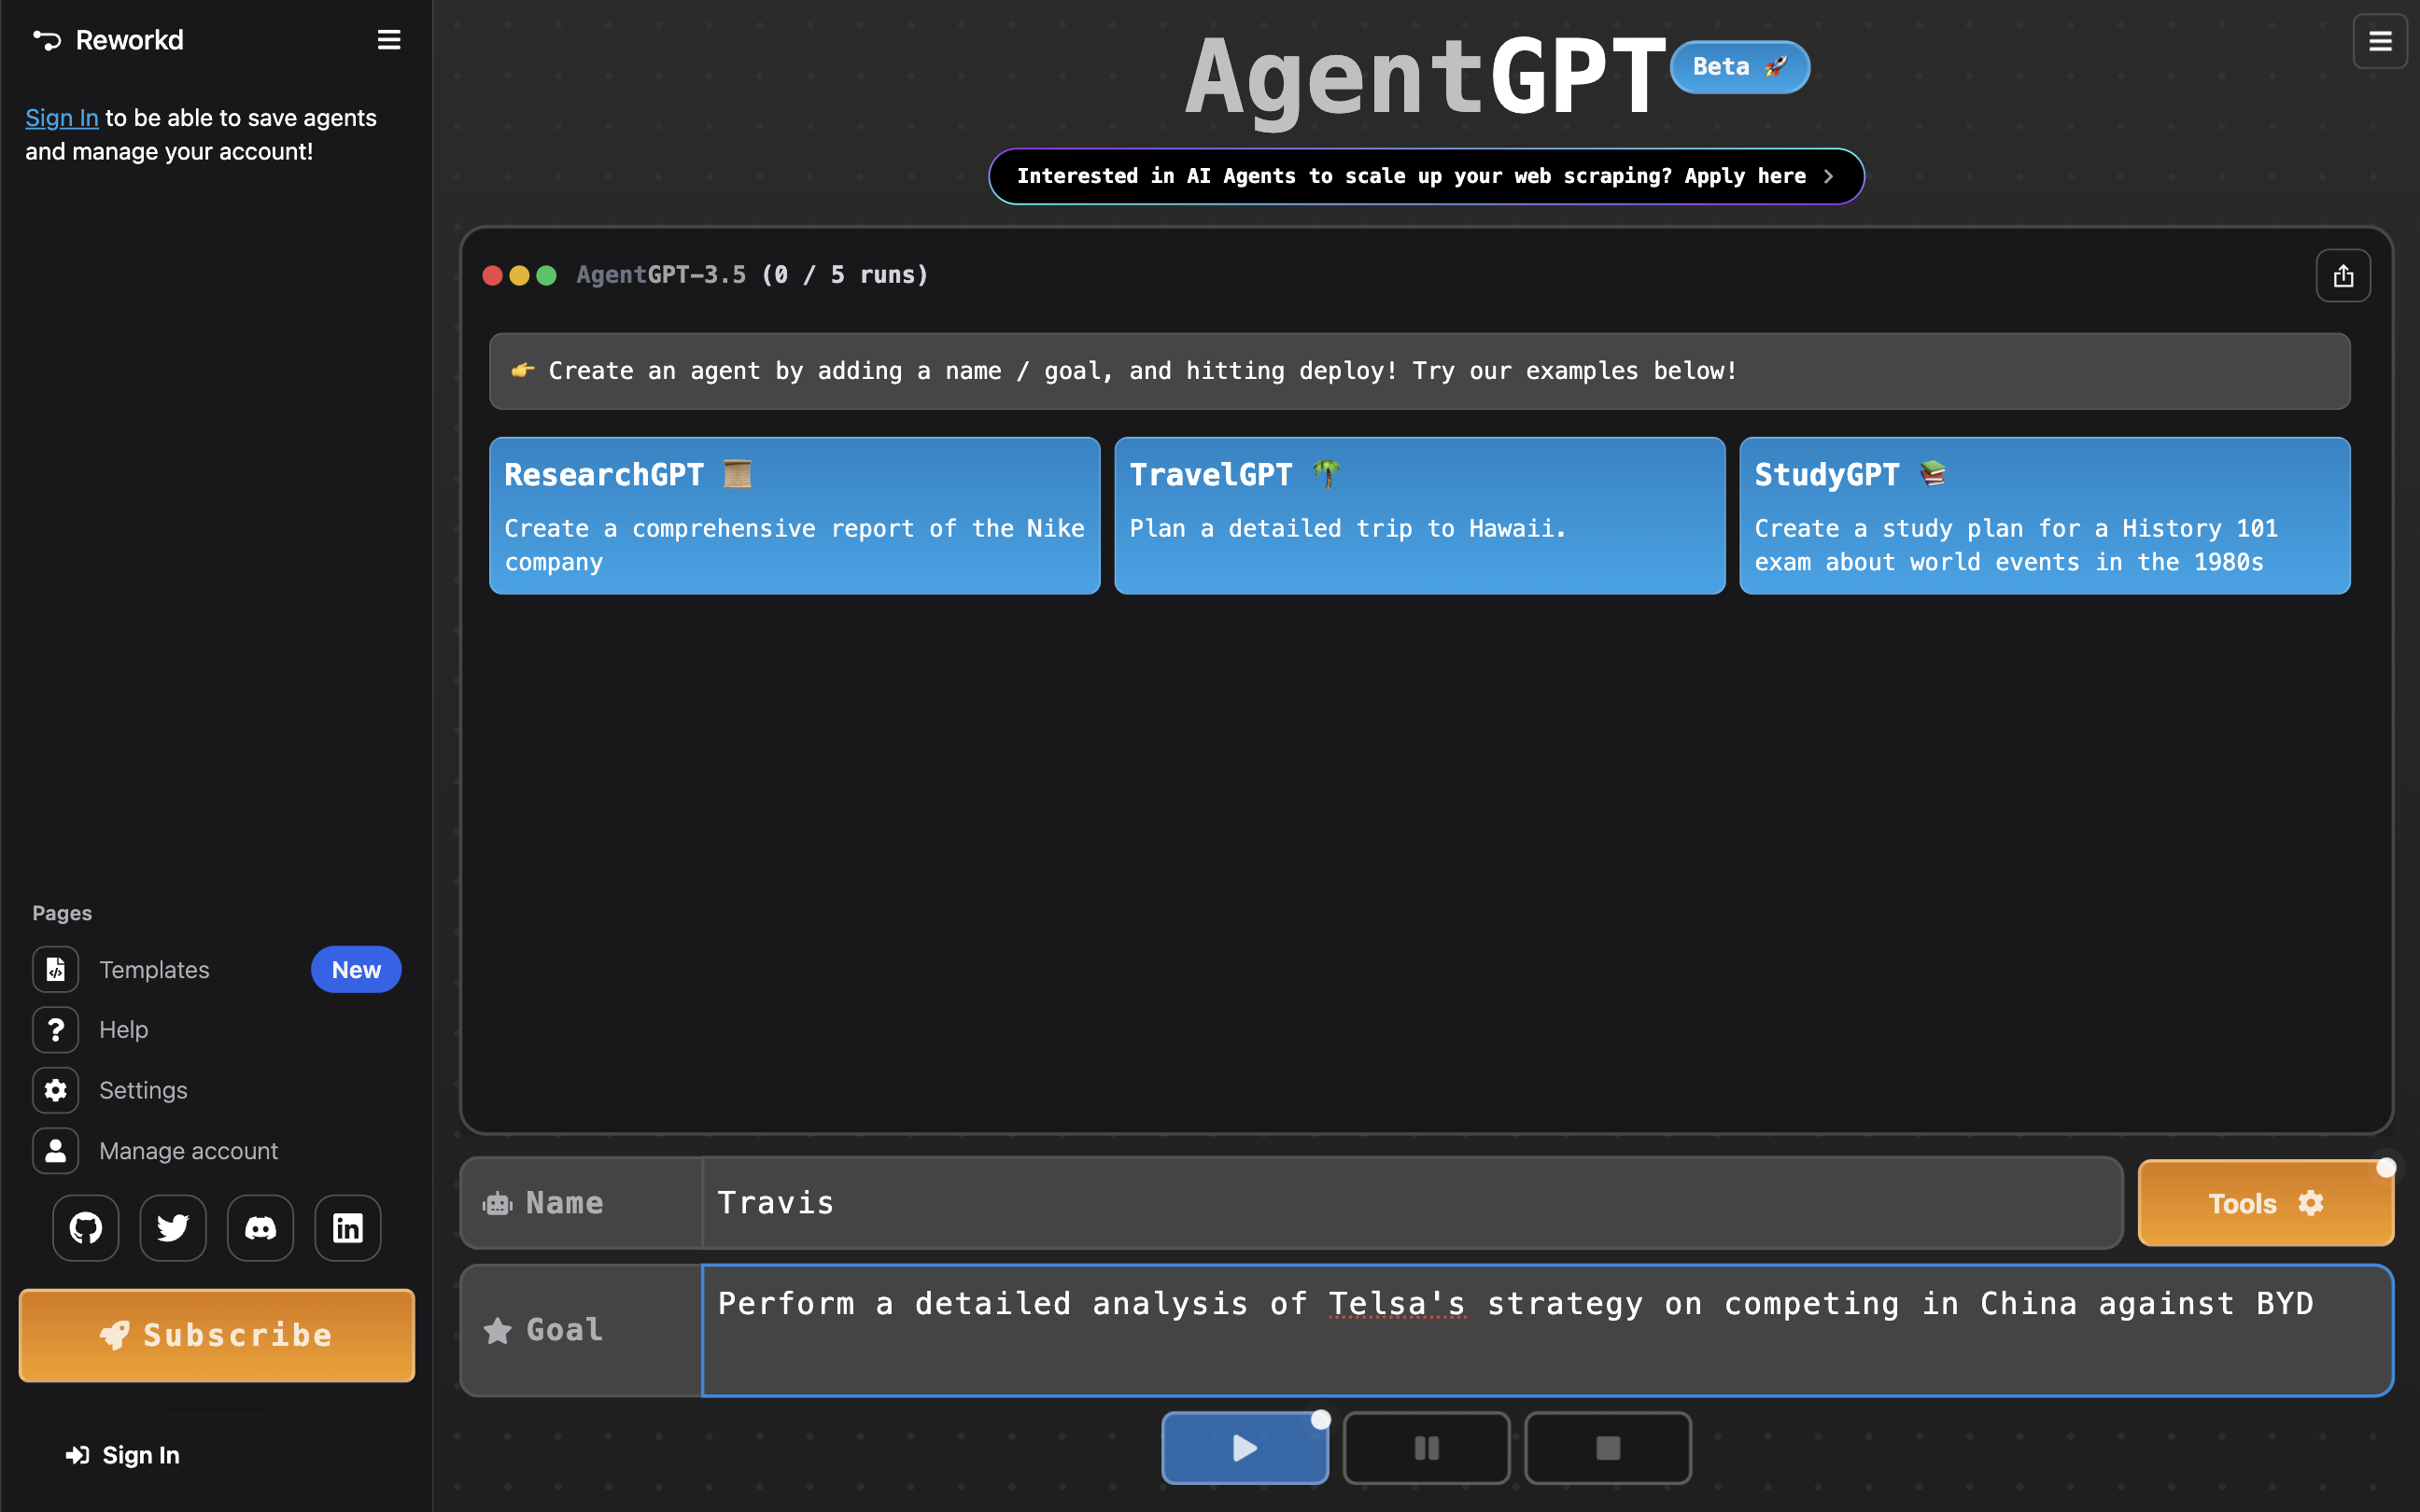 Reworkd
Sign In to be able to save agents
and manage your account!
Pages
Templates
New
Help
Settings
Manage account
Subscribe
Sign In
AgentGPT
Beta 🚀
Interested in AI Agents to scale up your web scraping? Apply here >
AgentGPT-3.5 (0 / 5 runs)
👉 Create an agent by adding a name / goal, and hitting deploy! Try our examples below!
ResearchGPT 📜
Create a comprehensive report of the Nike
company
TravelGPT 🌴
Plan a detailed trip to Hawaii.
StudyGPT 📚
Create a study plan for a History 101
exam about world events in the 1980s
Name
Travis
Tools
Goal
Perform a detailed analysis of Telsa's strategy on competing in China against BYD